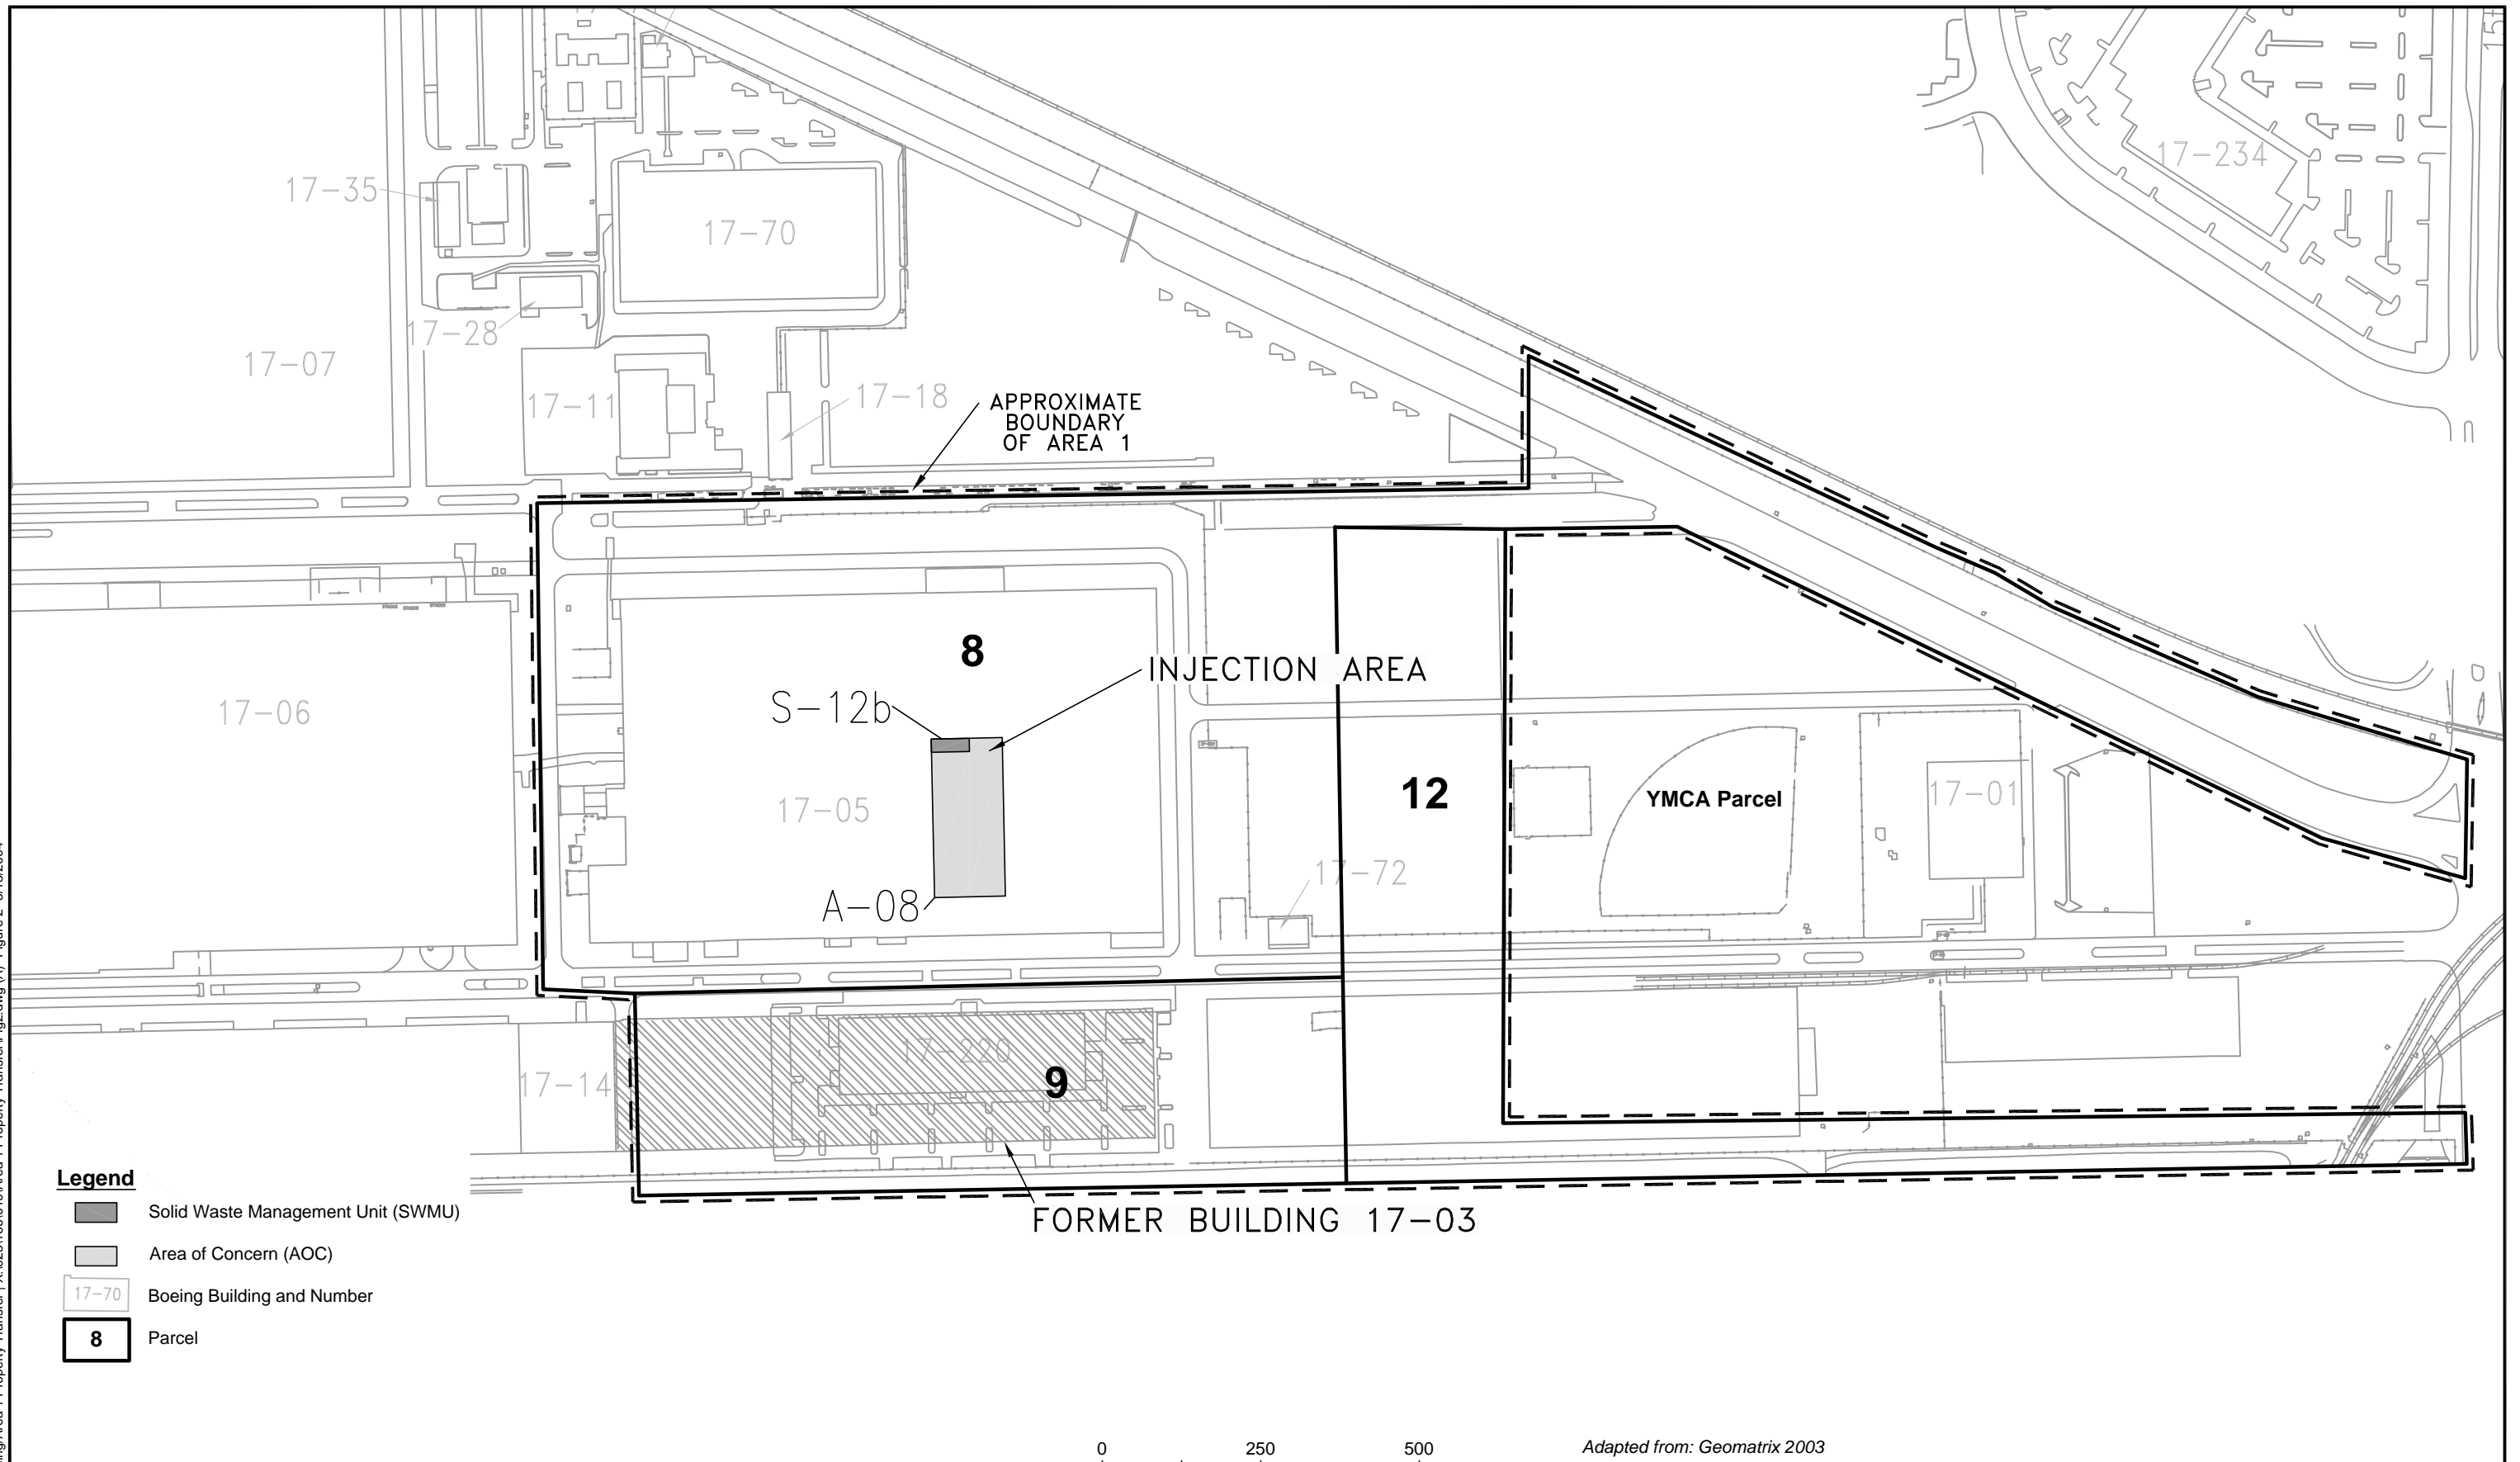 17-234
17-35
17-70
17-28
17-07
17-11
17-18
APPROXIMATE
BOUNDARY
OF AREA 1
8
INJECTION AREA
S-12b
17-06
17-05
A-08
12
YMCA Parcel
17-01
17-72
17-220
9
17-14
FORMER BUILDING 17-03
Legend
Solid Waste Management Unit (SWMU)
Area of Concern (AOC)
17-70
Boeing Building and Number
8
Parcel
0 250 500
Adapted from: Geomatrix 2003